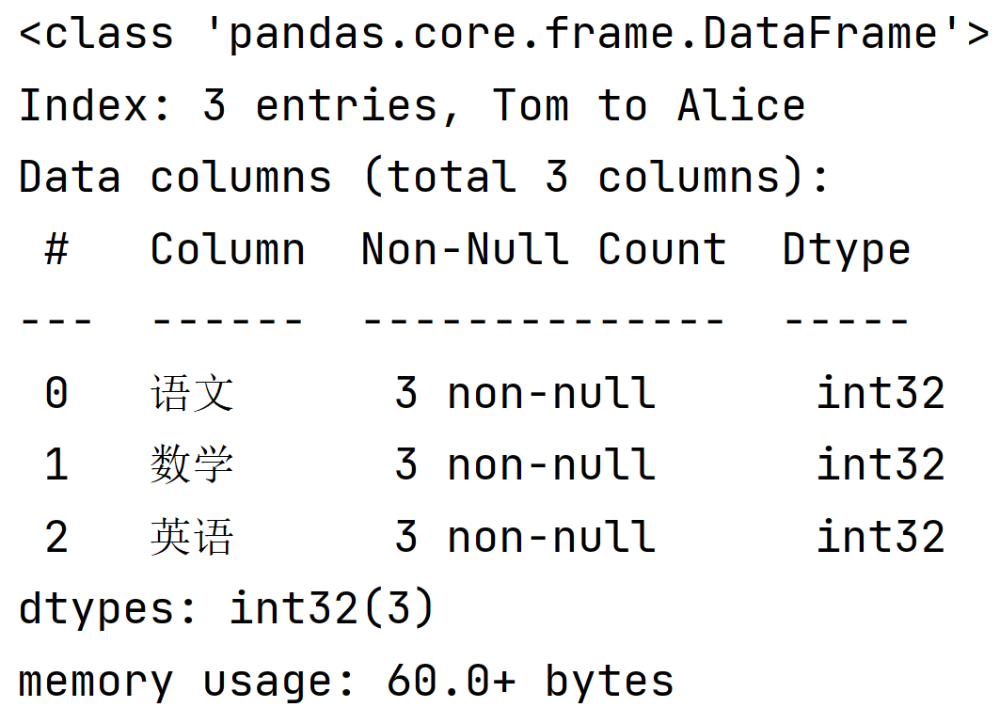 <class 'pandas.core.frame.DataFrame'>
Index: 3 entries, Tom to Alice
Data columns (total 3 columns):
 #   Column  Non-Null Count  Dtype
---  ------  --------------  -----
 0   语文      3 non-null      int32
 1   数学      3 non-null      int32
 2   英语      3 non-null      int32
dtypes: int32(3)
memory usage: 60.0+ bytes